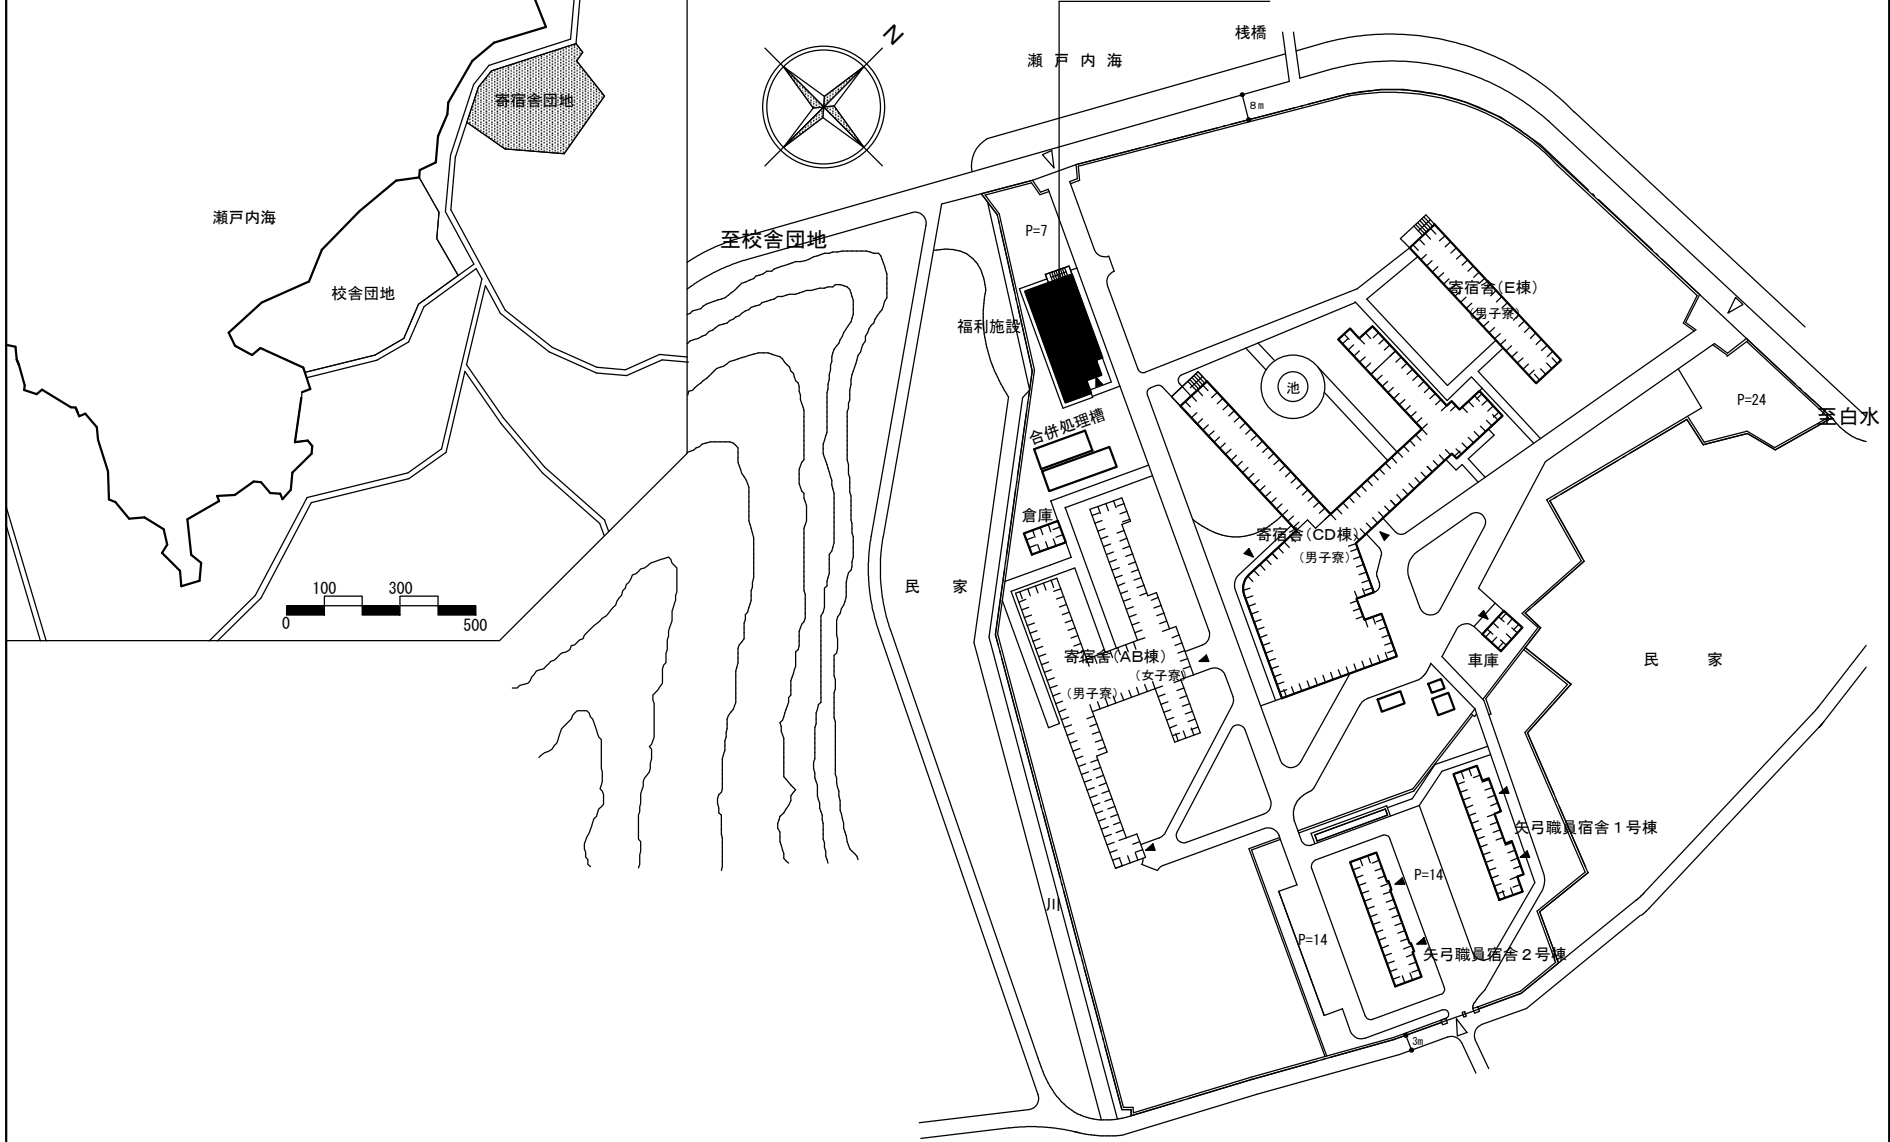 寄宿舎団地
瀬戸内海
校舎団地
100
300
0
500
N
瀬戸内海
桟橋
8m
至校舎団地
P=7
福利施設
寄宿舎(E棟)
(男子寮)
池
P=24
至白水
合併処理槽
倉庫
寄宿舎(CD棟)
(男子寮)
民家
寄宿舎(AB棟)
(女子寮)
(男子寮)
車庫
民家
矢弓職員宿舎1号棟
P=14
川
P=14
矢弓職員宿舎2号棟
3m